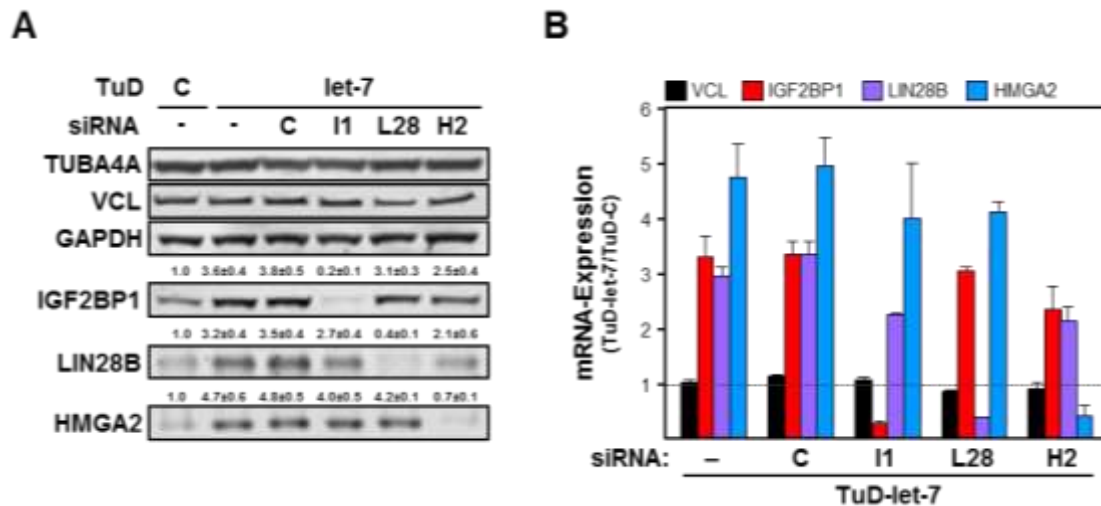 A
TuD C let-7
siRNA - - C I1 L28 H2
TUBA4A
VCL
GAPDH
1.0 3.6±0.4 3.8±0.5 0.2±0.1 3.1±0.3 2.5±0.4
IGF2BP1
1.0 3.2±0.4 3.5±0.4 2.7±0.4 0.4±0.1 2.1±0.6
LIN28B
1.0 4.7±0.6 4.8±0.5 4.0±0.5 4.2±0.1 0.7±0.1
HMGA2
B
VCL IGF2BP1 LIN28B HMGA2
mRNA-Expression
(TuD-let-7/TuD-C)
6
5
4
3
2
1
siRNA: – C I1 L28 H2
TuD-let-7